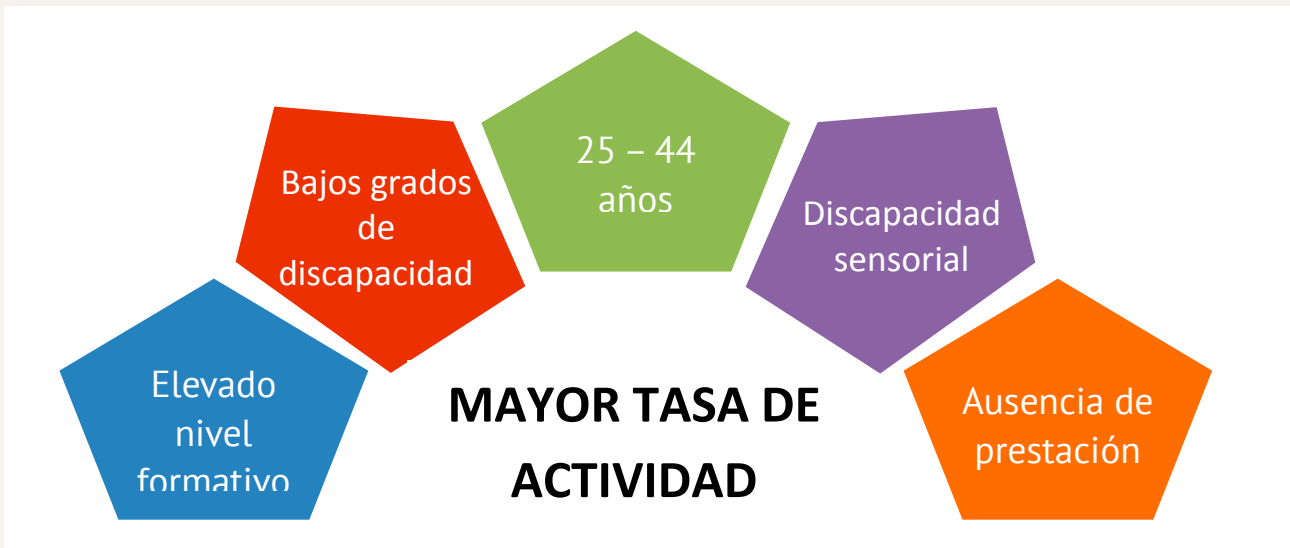 25 – 44
años
Bajos grados
de
discapacidad
Discapacidad
sensorial
Elevado
nivel
formativo
MAYOR TASA DE
ACTIVIDAD
Ausencia de
prestación